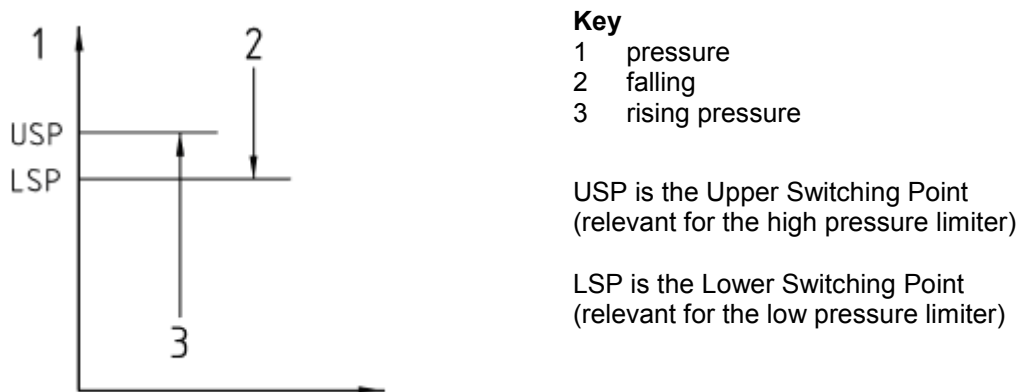 1
2
USP
LSP
3
Key
1 pressure
2 falling
3 rising pressure
USP is the Upper Switching Point
(relevant for the high pressure limiter)
LSP is the Lower Switching Point
(relevant for the low pressure limiter)